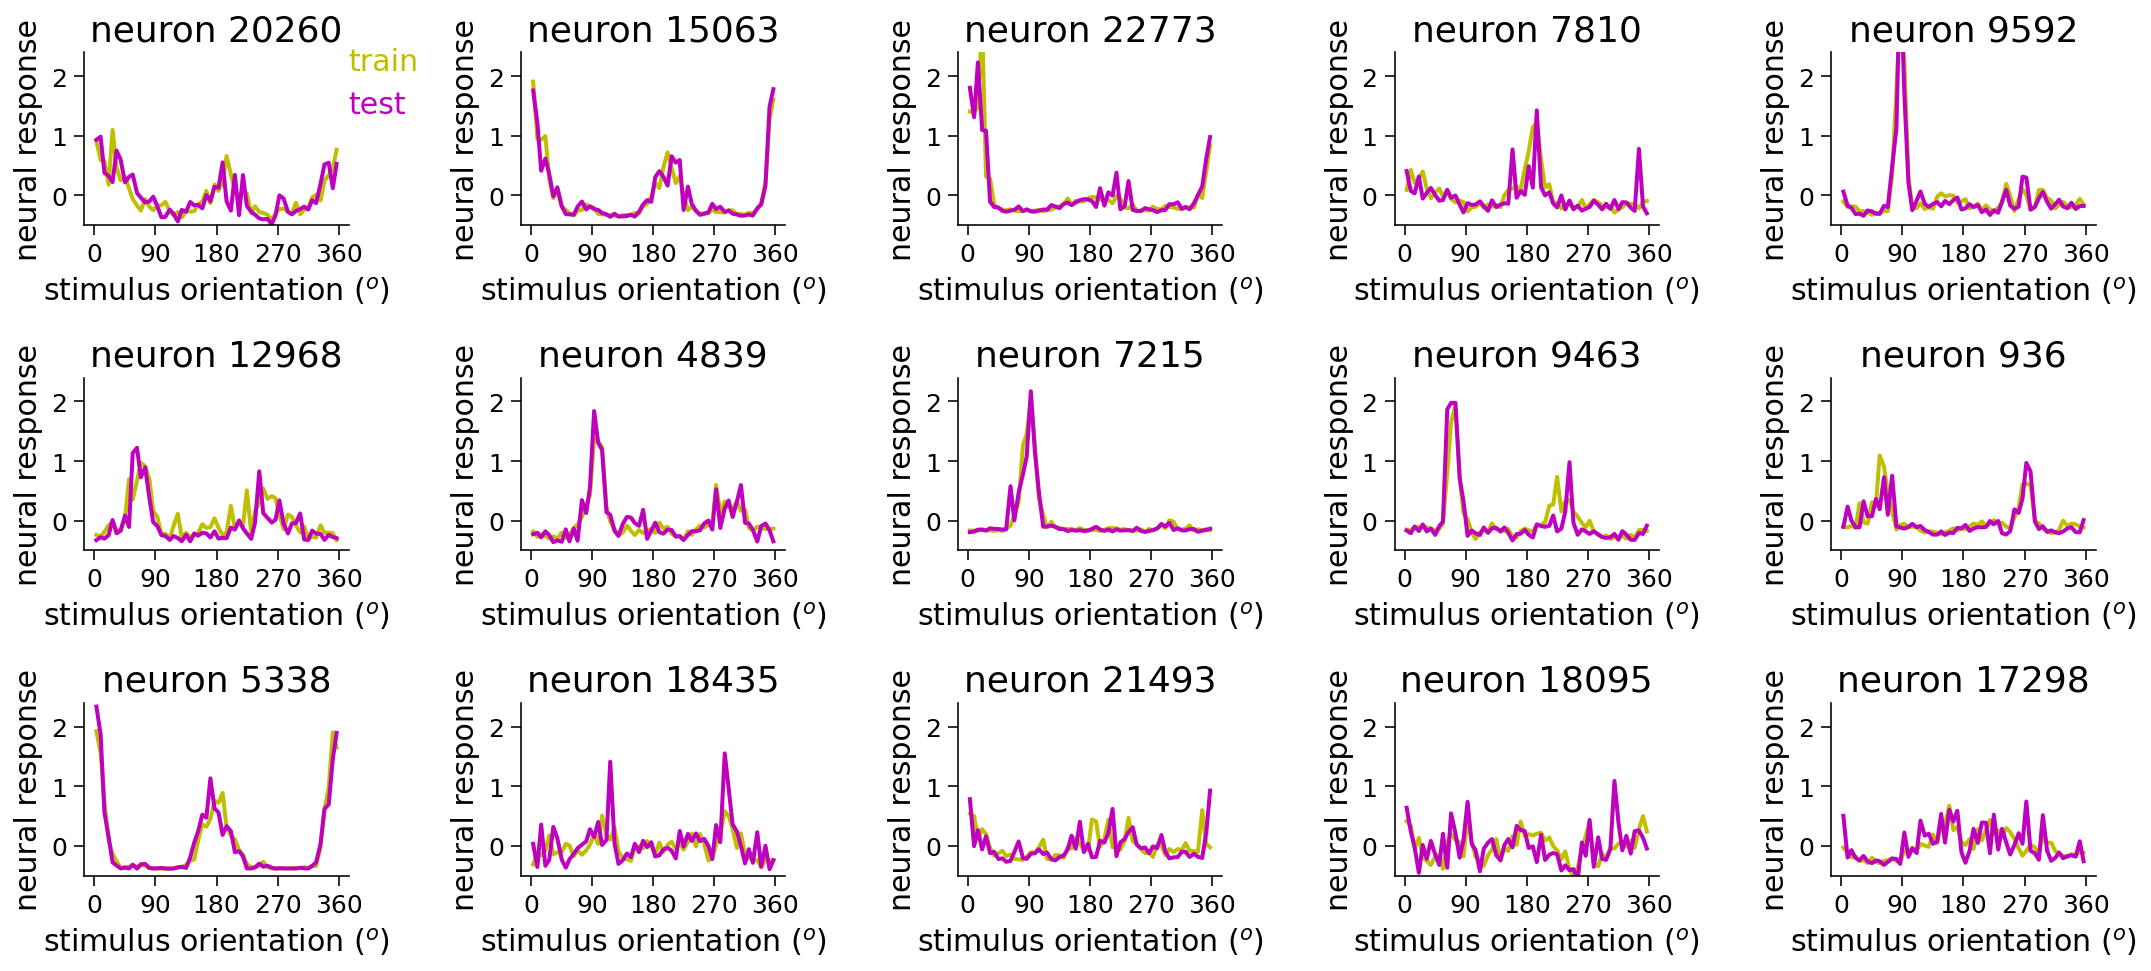 neuron 20260
train
test
neural response
2
1
0
0 90 180 270 360
stimulus orientation (o)
neuron 15063
neural response
2
1
0
0 90 180 270 360
stimulus orientation (o)
neuron 22773
neural response
2
1
0
0 90 180 270 360
stimulus orientation (o)
neuron 7810
neural response
2
1
0
0 90 180 270 360
stimulus orientation (o)
neuron 9592
neural response
2
1
0
0 90 180 270 360
stimulus orientation (o)
neuron 12968
neural response
2
1
0
0 90 180 270 360
stimulus orientation (o)
neuron 4839
neural response
2
1
0
0 90 180 270 360
stimulus orientation (o)
neuron 7215
neural response
2
1
0
0 90 180 270 360
stimulus orientation (o)
neuron 9463
neural response
2
1
0
0 90 180 270 360
stimulus orientation (o)
neuron 936
neural response
2
1
0
0 90 180 270 360
stimulus orientation (o)
neuron 5338
neural response
2
1
0
0 90 180 270 360
stimulus orientation (o)
neuron 18435
neural response
2
1
0
0 90 180 270 360
stimulus orientation (o)
neuron 21493
neural response
2
1
0
0 90 180 270 360
stimulus orientation (o)
neuron 18095
neural response
2
1
0
0 90 180 270 360
stimulus orientation (o)
neuron 17298
neural response
2
1
0
0 90 180 270 360
stimulus orientation (o)